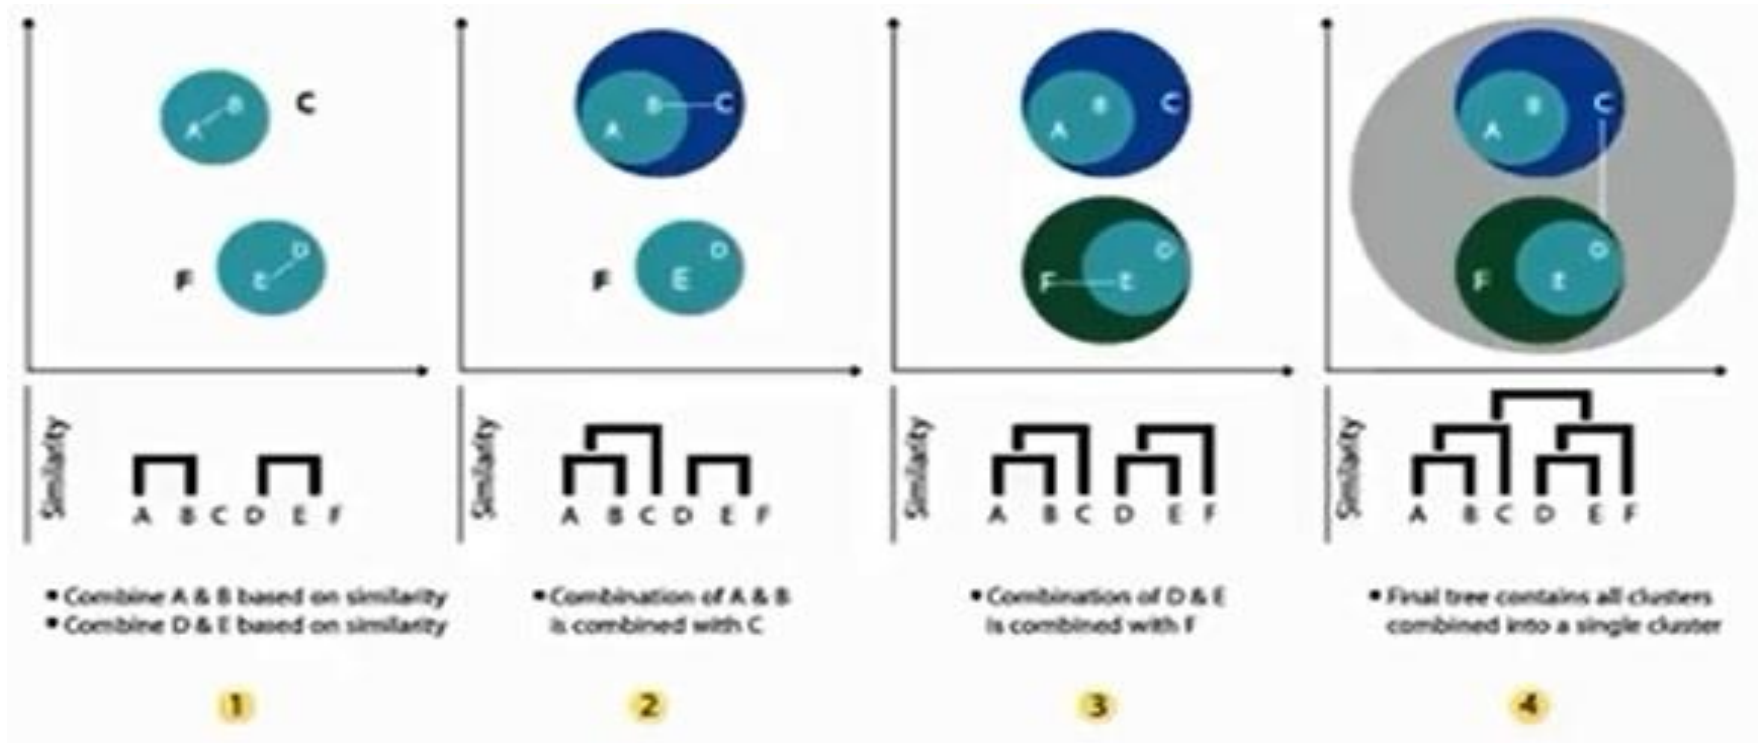 A
B
C
D
E
F
Similarity
A B C D E F
• Combine A & B based on similarity
• Combine D & E based on similarity
1
A
B
C
D
E
F
Similarity
A B C D E F
• Combination of A & B
is combined with C
2
A
B
C
D
E
F
Similarity
A B C D E F
• Combination of D & E
is combined with F
3
A
B
C
D
E
F
Similarity
A B C D E F
• Final tree contains all clusters
combined into a single cluster
4